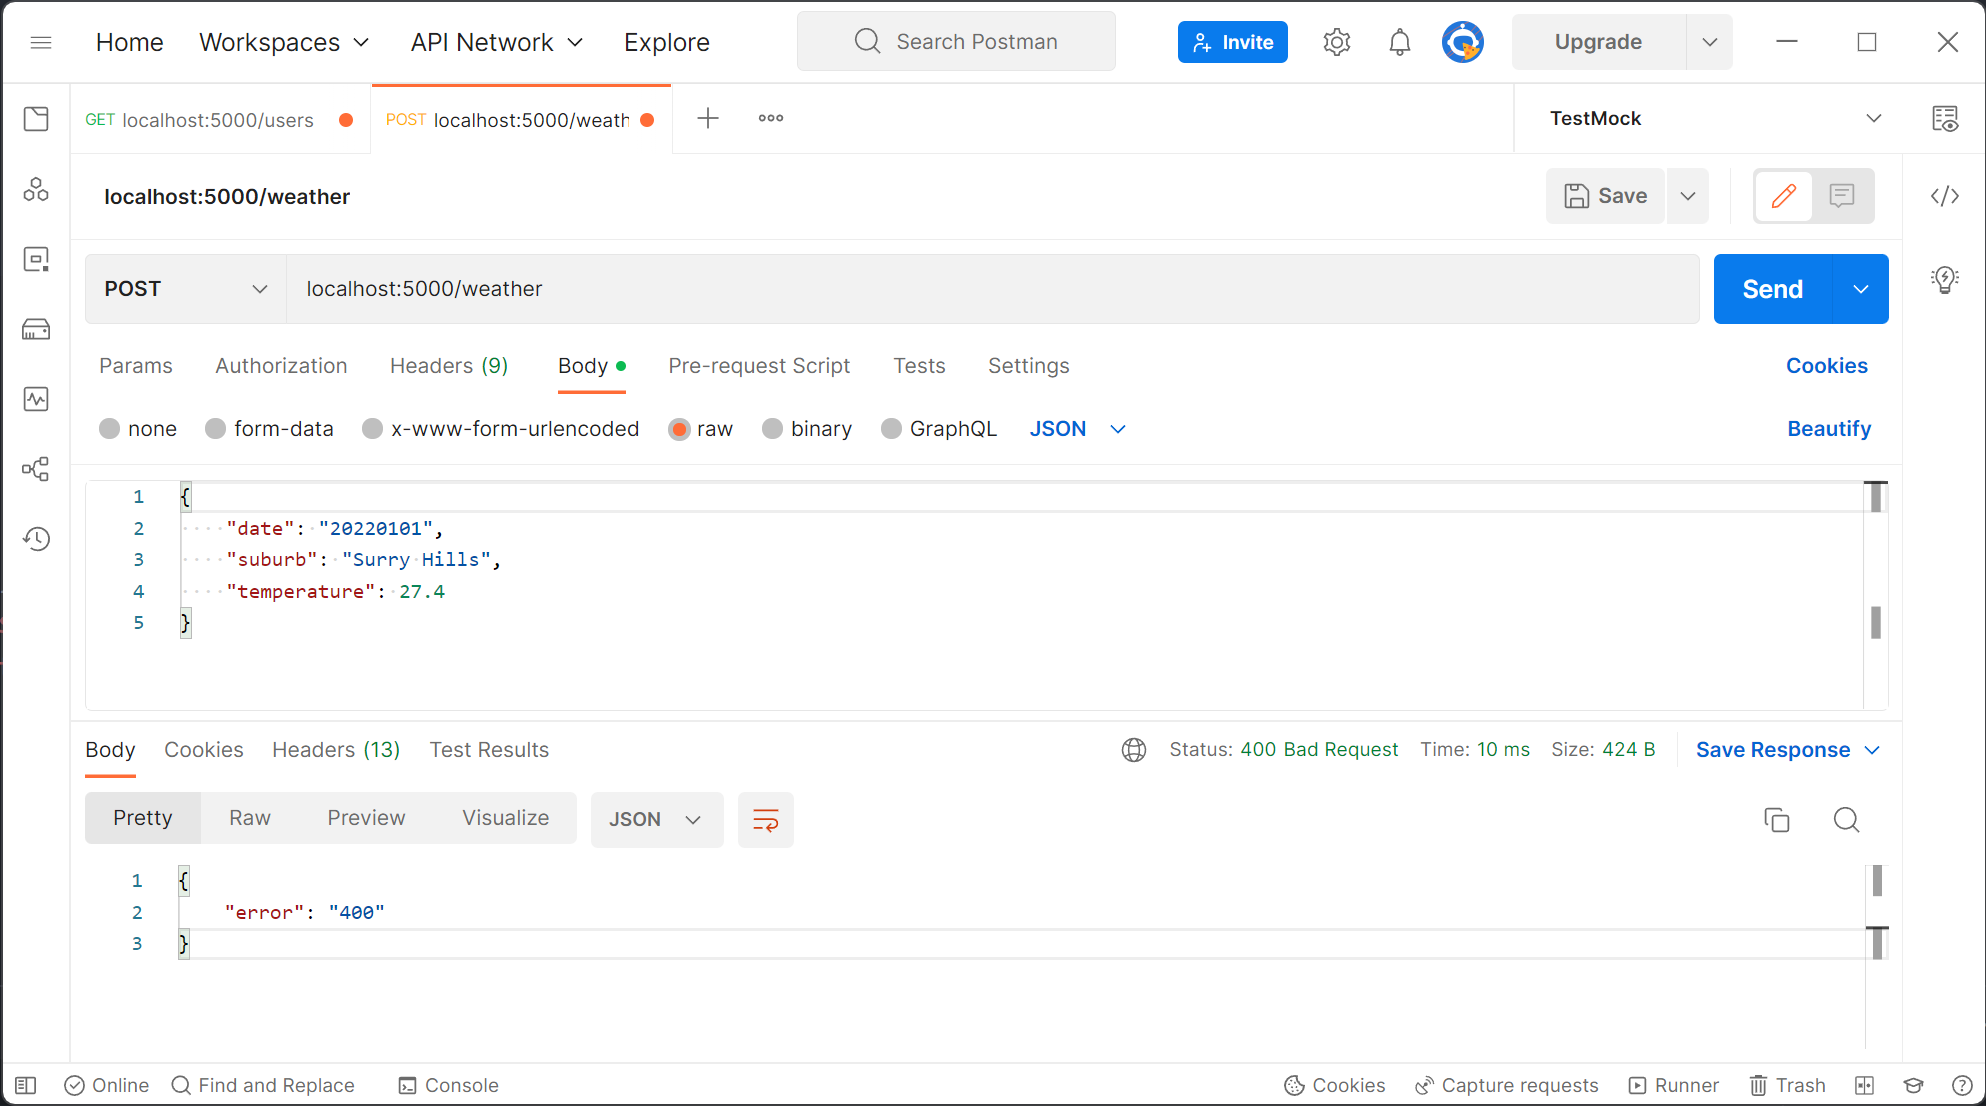 Home Workspaces API Network Explore Search Postman Invite Upgrade
GET localhost:5000/users POST localhost:5000/weath TestMock
localhost:5000/weather Save
POST localhost:5000/weather Send
Params Authorization Headers (9) Body Pre-request Script Tests Settings Cookies
none form-data x-www-form-urlencoded raw binary GraphQL JSON Beautify
1 {
2 "date": "20220101",
3 "suburb": "Surry Hills",
4 "temperature": 27.4
5 }
Body Cookies Headers (13) Test Results Status: 400 Bad Request Time: 10 ms Size: 424 B Save Response
Pretty Raw Preview Visualize JSON
1 {
2 "error": "400"
3 }
Online Find and Replace Console Cookies Capture requests Runner Trash